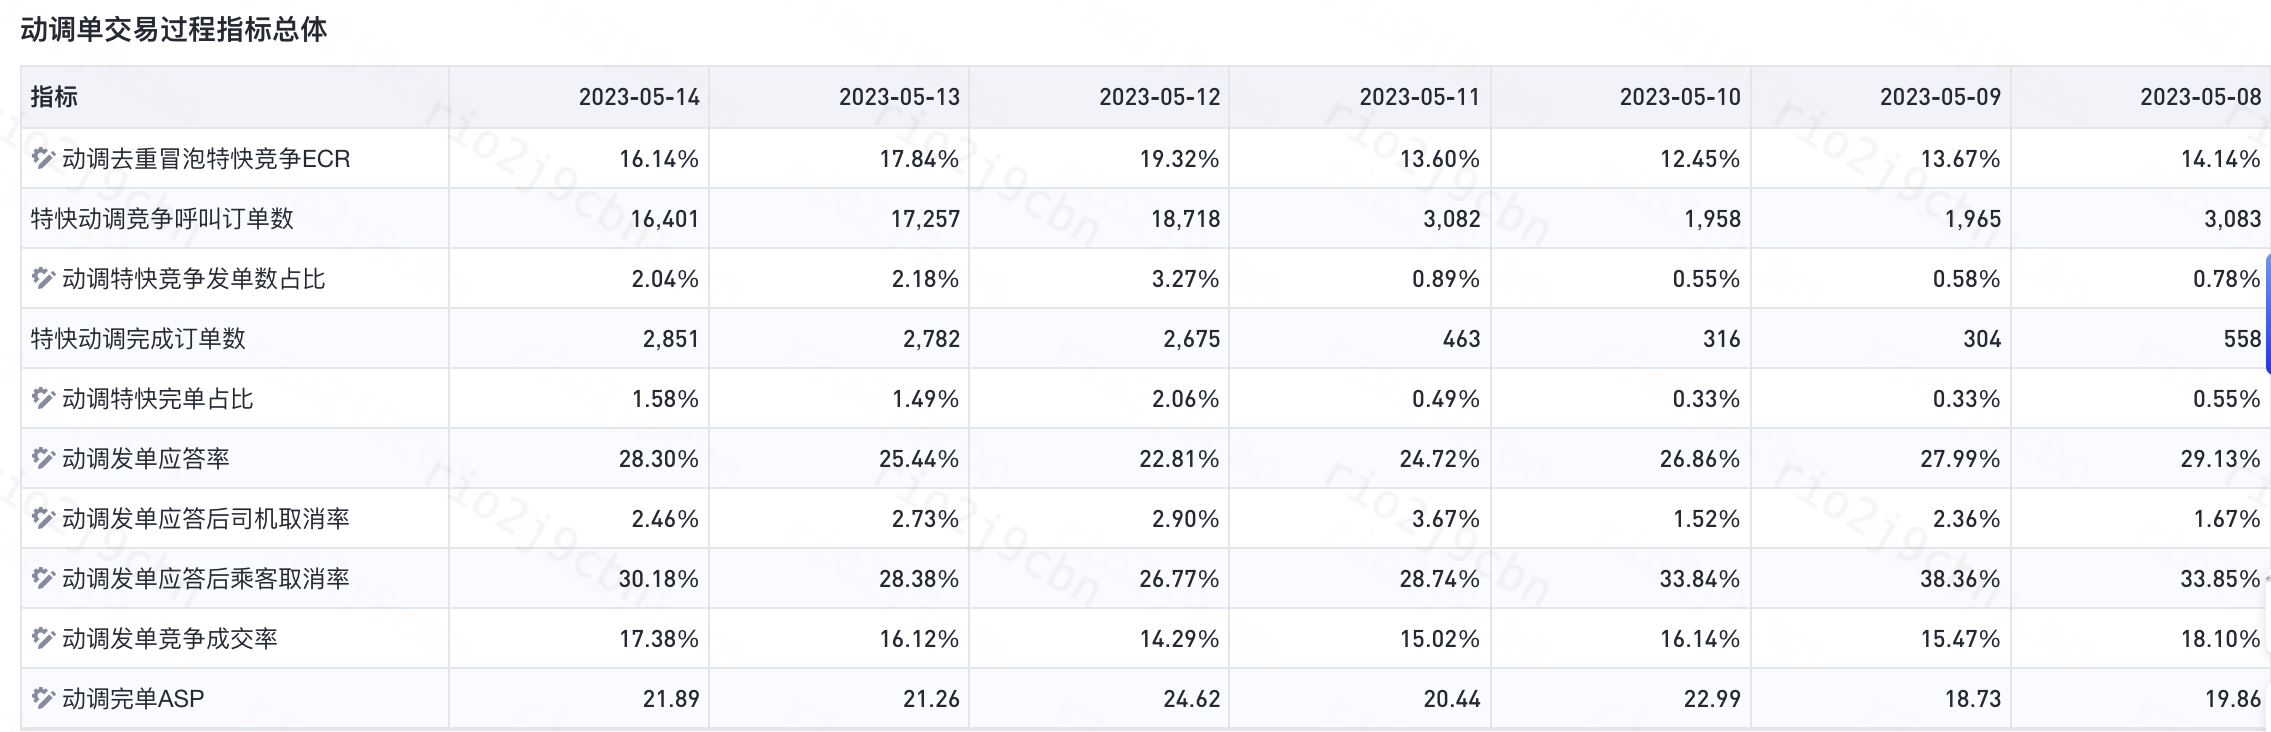 动调单交易过程指标总体
指标 2023-05-14 2023-05-13 2023-05-12 2023-05-11 2023-05-10 2023-05-09 2023-05-08
动调去重冒泡特快竞争ECR 16.14% 17.84% 19.32% 13.60% 12.45% 13.67% 14.14%
特快动调竞争呼叫订单数 16,401 17,257 18,718 3,082 1,958 1,965 3,083
动调特快竞争发单数占比 2.04% 2.18% 3.27% 0.89% 0.55% 0.58% 0.78%
特快动调完成订单数 2,851 2,782 2,675 463 316 304 558
动调特快完单占比 1.58% 1.49% 2.06% 0.49% 0.33% 0.33% 0.55%
动调发单应答率 28.30% 25.44% 22.81% 24.72% 26.86% 27.99% 29.13%
动调发单应答后司机取消率 2.46% 2.73% 2.90% 3.67% 1.52% 2.36% 1.67%
动调发单应答后乘客取消率 30.18% 28.38% 26.77% 28.74% 33.84% 38.36% 33.85%
动调发单竞争成交率 17.38% 16.12% 14.29% 15.02% 16.14% 15.47% 18.10%
动调完单ASP 21.89 21.26 24.62 20.44 22.99 18.73 19.86
rio2j9cbn
rio2j9cbn
rio2j9cbn
rio2j9cbn
rio2j9cbn
rio2j9cbn
rio2j9cbn
rio2j9cbn